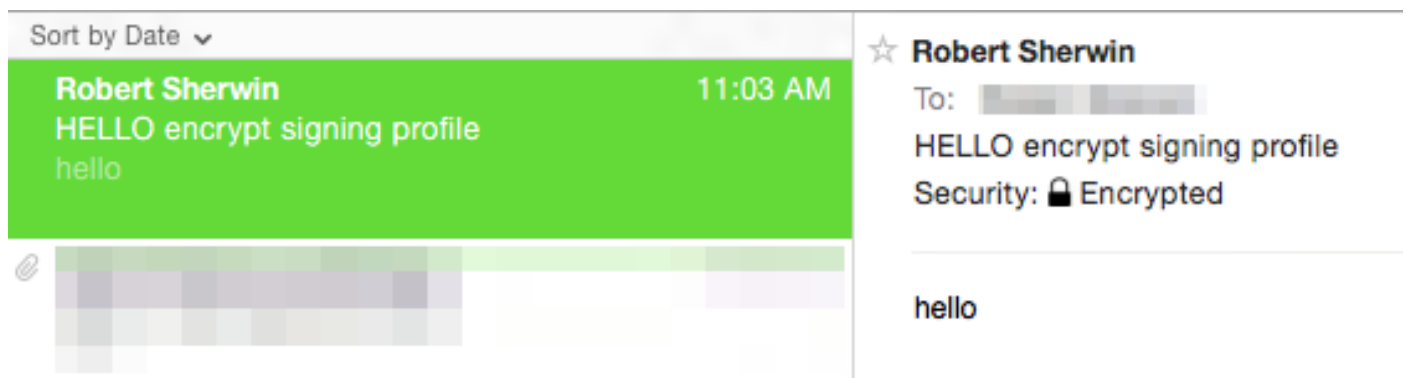 Sort by Date
Robert Sherwin 11:03 AM
HELLO encrypt signing profile
hello
Robert Sherwin
To:
HELLO encrypt signing profile
Security: Encrypted
hello